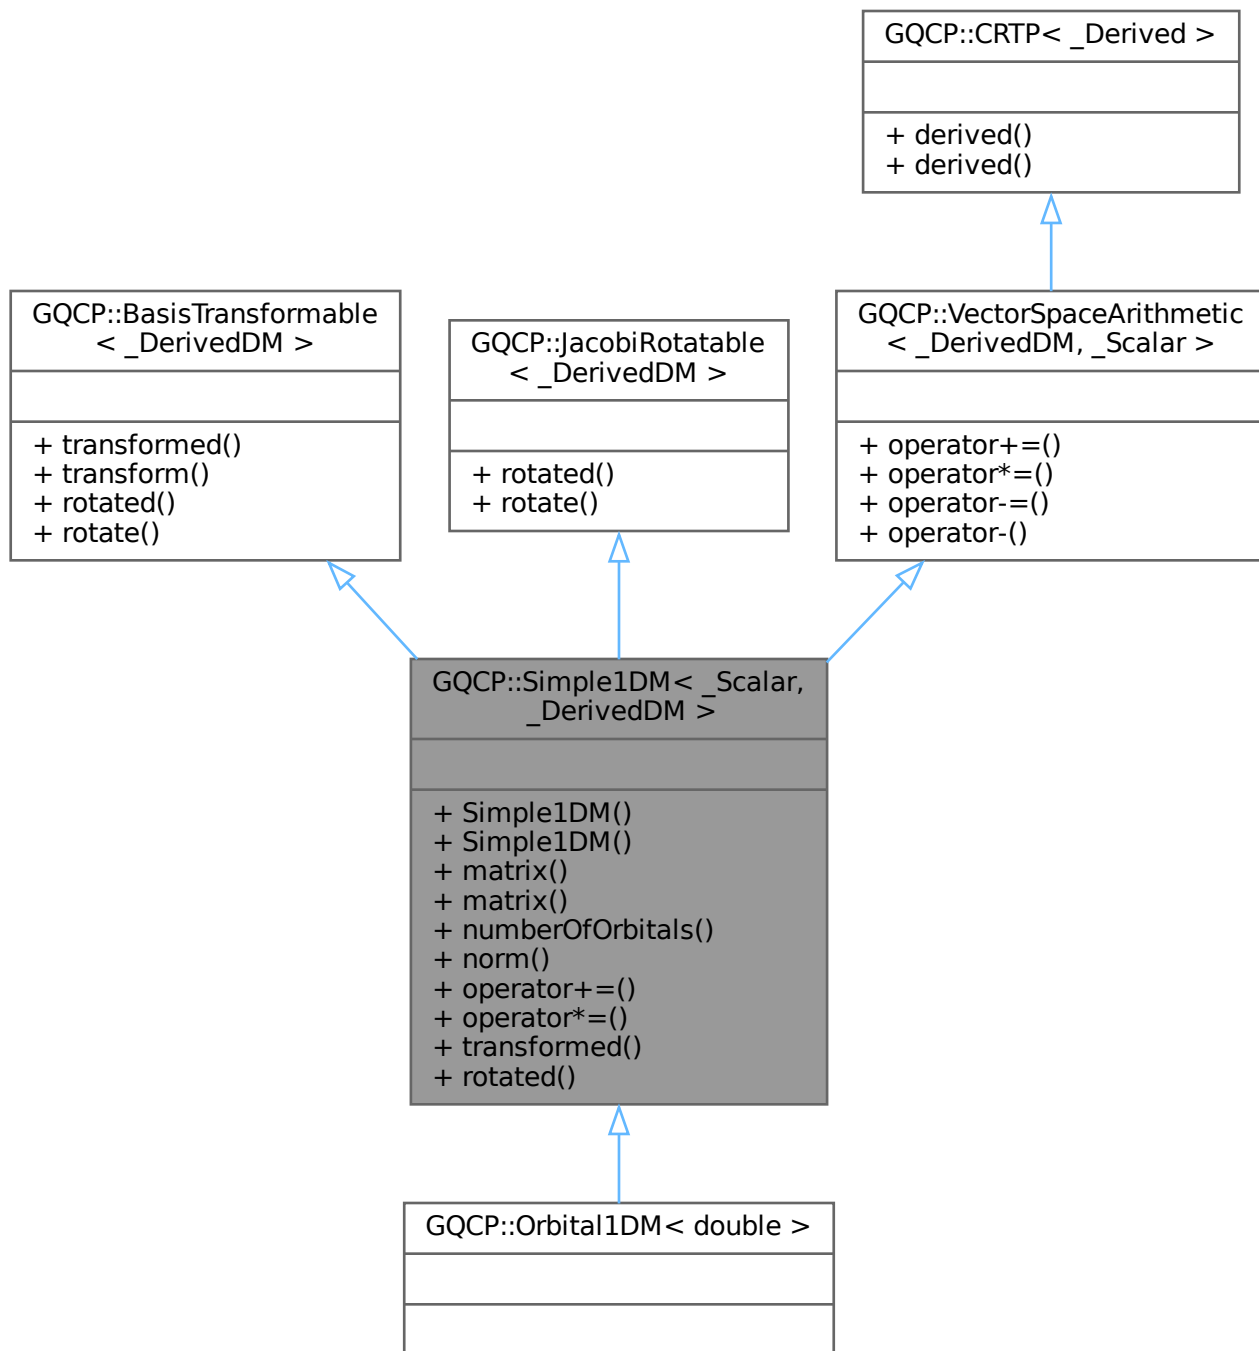 GQCP::CRTP< _Derived >
+ derived()
+ derived()
GQCP::BasisTransformable
< _DerivedDM >
+ transformed()
+ transform()
+ rotated()
+ rotate()
GQCP::JacobiRotatable
< _DerivedDM >
+ rotated()
+ rotate()
GQCP::VectorSpaceArithmetic
< _DerivedDM, _Scalar >
+ operator+=()
+ operator*=()
+ operator-=()
+ operator-()
GQCP::Simple1DM< _Scalar,
_DerivedDM >
+ Simple1DM()
+ Simple1DM()
+ matrix()
+ matrix()
+ numberOfOrbitals()
+ norm()
+ operator+=()
+ operator*=()
+ transformed()
+ rotated()
GQCP::Orbital1DM< double >